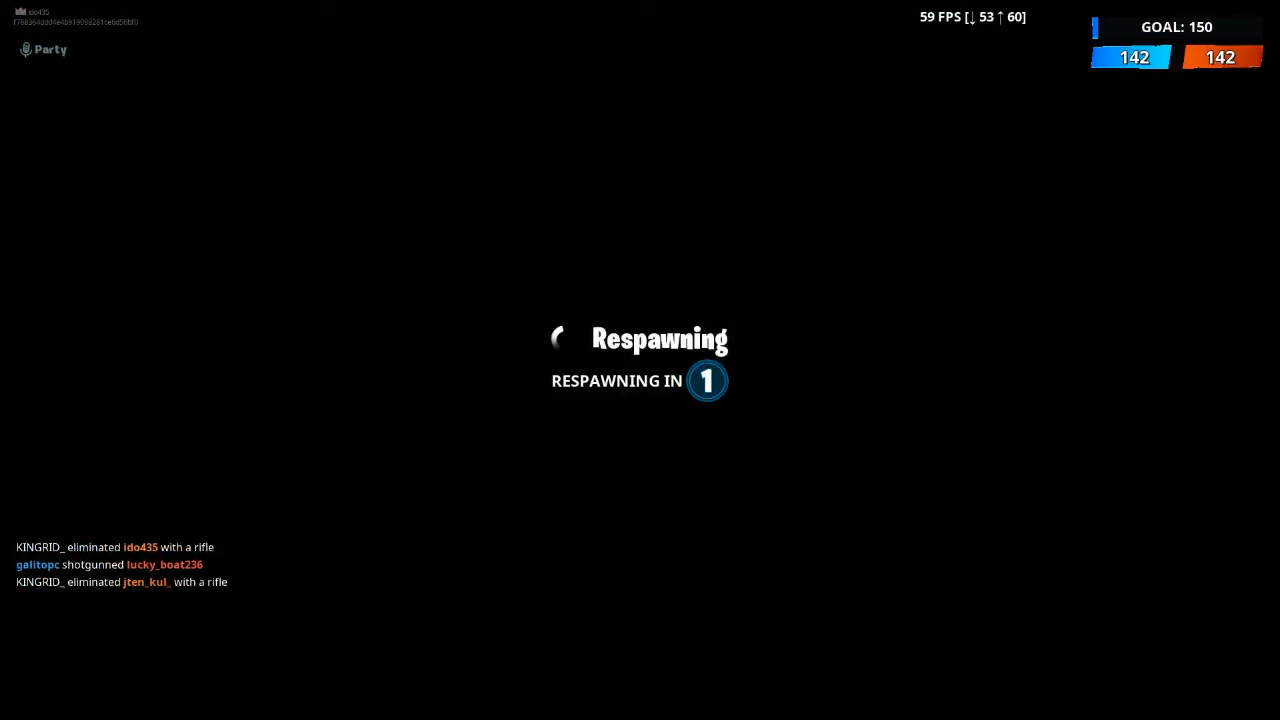 ido435
59 FPS [↓ 53 ↑ 60]
GOAL: 150
Party
142
142
Respawning
RESPAWNING IN 1
KINGRID_ eliminated ido435 with a rifle
galitopc shotgunned lucky_boat236
KINGRID_ eliminated jten_kul_ with a rifle